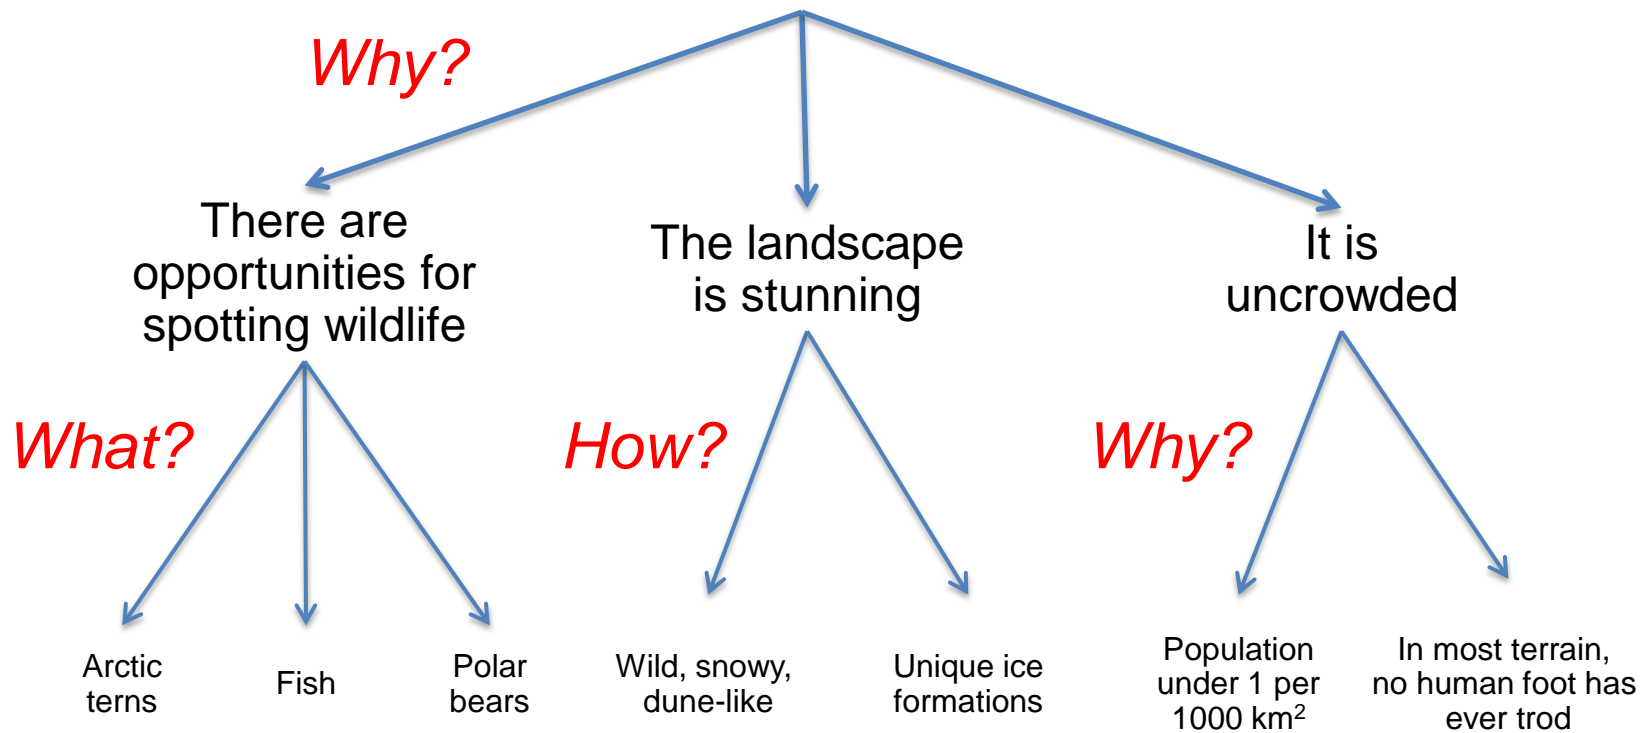 Why?
There are
opportunities for
spotting wildlife
The landscape
is stunning
It is
uncrowded
What?
How?
Why?
Arctic
terns
Fish
Polar
bears
Wild, snowy,
dune-like
Unique ice
formations
Population
under 1 per
1000 km²
In most terrain,
no human foot has
ever trod